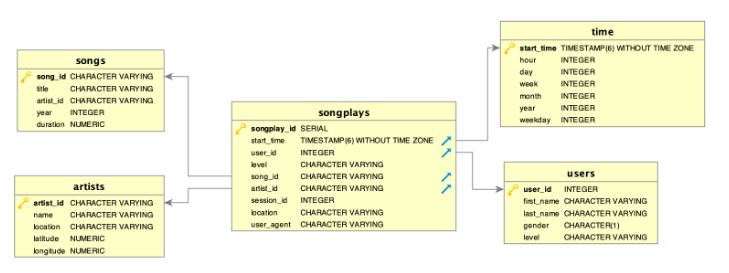 songs
song_id CHARACTER VARYING
title CHARACTER VARYING
artist_id CHARACTER VARYING
year INTEGER
duration NUMERIC
artists
artist_id CHARACTER VARYING
name CHARACTER VARYING
location CHARACTER VARYING
latitude NUMERIC
longitude NUMERIC
songplays
songplay_id SERIAL
start_time TIMESTAMP(6) WITHOUT TIME ZONE
user_id INTEGER
level CHARACTER VARYING
song_id CHARACTER VARYING
artist_id CHARACTER VARYING
session_id INTEGER
location CHARACTER VARYING
user_agent CHARACTER VARYING
time
start_time TIMESTAMP(6) WITHOUT TIME ZONE
hour INTEGER
day INTEGER
week INTEGER
month INTEGER
year INTEGER
weekday INTEGER
users
user_id INTEGER
first_name CHARACTER VARYING
last_name CHARACTER VARYING
gender CHARACTER(1)
level CHARACTER VARYING